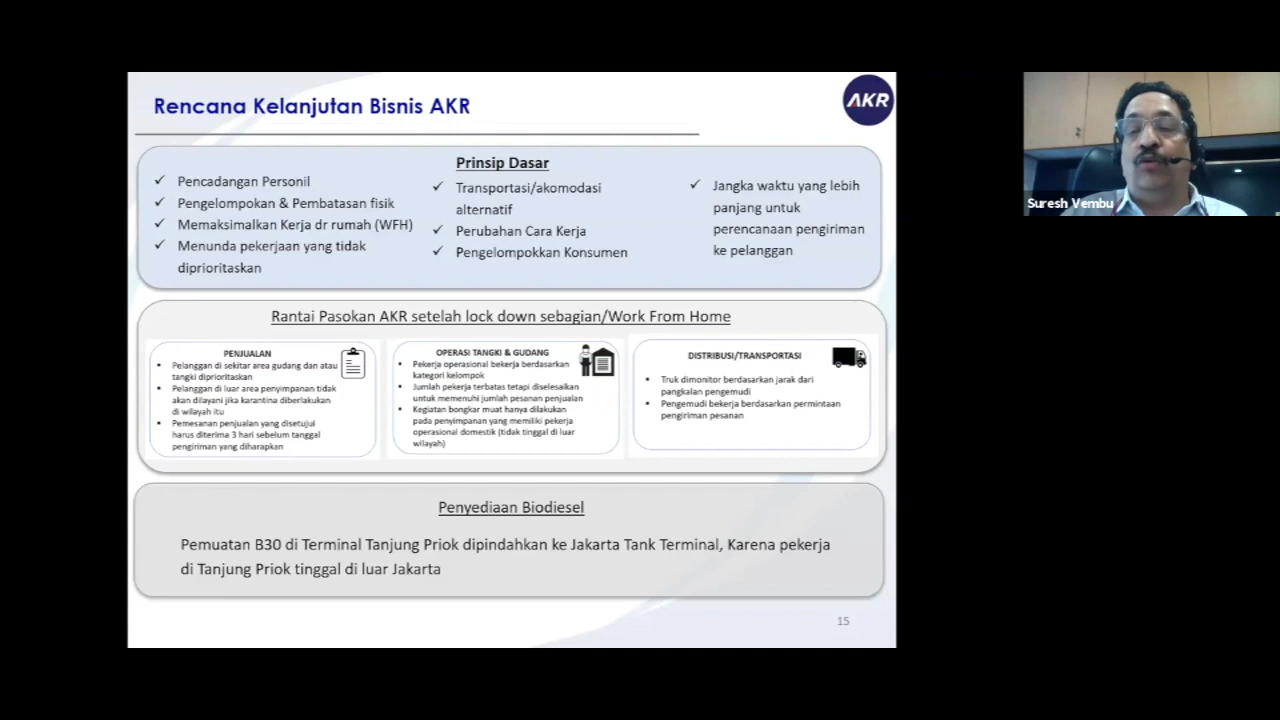 Rencana Kelanjutan Bisnis AKR
AKR
Prinsip Dasar
✓ Pencadangan Personil
✓ Pengelompokan & Pembatasan fisik
✓ Memaksimalkan Kerja dr rumah (WFH)
✓ Menunda pekerjaan yang tidak
diprioritaskan
✓ Transportasi/akomodasi
alternatif
✓ Perubahan Cara Kerja
✓ Pengelompokkan Konsumen
✓ Jangka waktu yang lebih
panjang untuk
perencanaan pengiriman
ke pelanggan
Rantai Pasokan AKR setelah lock down sebagian/Work From Home
PENJUALAN
• Pelanggan di sekitar area gudang dan atau
tangki diprioritaskan
• Pelanggan di luar area penyimpanan tidak
akan dilayani jika karantina diberlakukan
di wilayah itu
• Pemesanan penjualan yang disetujui
harus diterima 3 hari sebelum tanggal
pengiriman yang diharapkan
OPERASI TANGKI & GUDANG
• Pekerja operasional bekerja berdasarkan
kategori kelompok
• Jumlah pekerja terbatas tetapi diselesaikan
untuk memenuhi jumlah pesanan penjualan
• Kegiatan bongkar muat hanya dilakukan
pada penyimpanan yang memiliki pekerja
operasional domestik (tidak tinggal di luar
wilayah)
DISTRIBUSI/TRANSPORTASI
• Truk dimonitor berdasarkan jarak dari
pangkalan pengemudi
• Pengemudi bekerja berdasarkan permintaan
pengiriman pesanan
Penyediaan Biodiesel
Pemuatan B30 di Terminal Tanjung Priok dipindahkan ke Jakarta Tank Terminal, Karena pekerja
di Tanjung Priok tinggal di luar Jakarta
15
Suresh Vembu